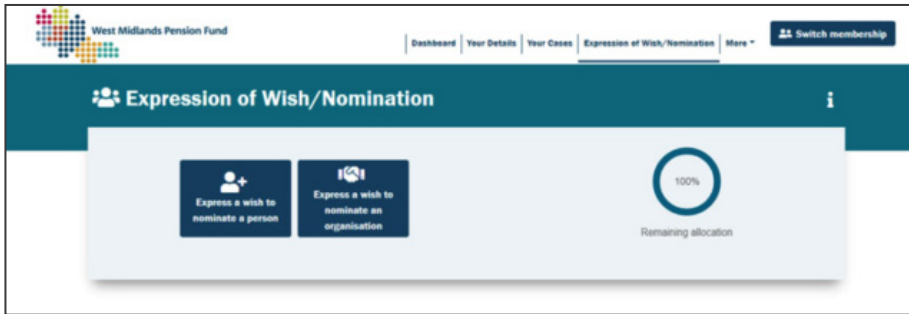 West Midlands Pension Fund
Dashboard Your Details Your Cases Expression of Wish/Nomination More Switch membership
Expression of Wish/Nomination
Express a wish to
nominate a person
Express a wish to
nominate an
organisation
100%
Remaining allocation